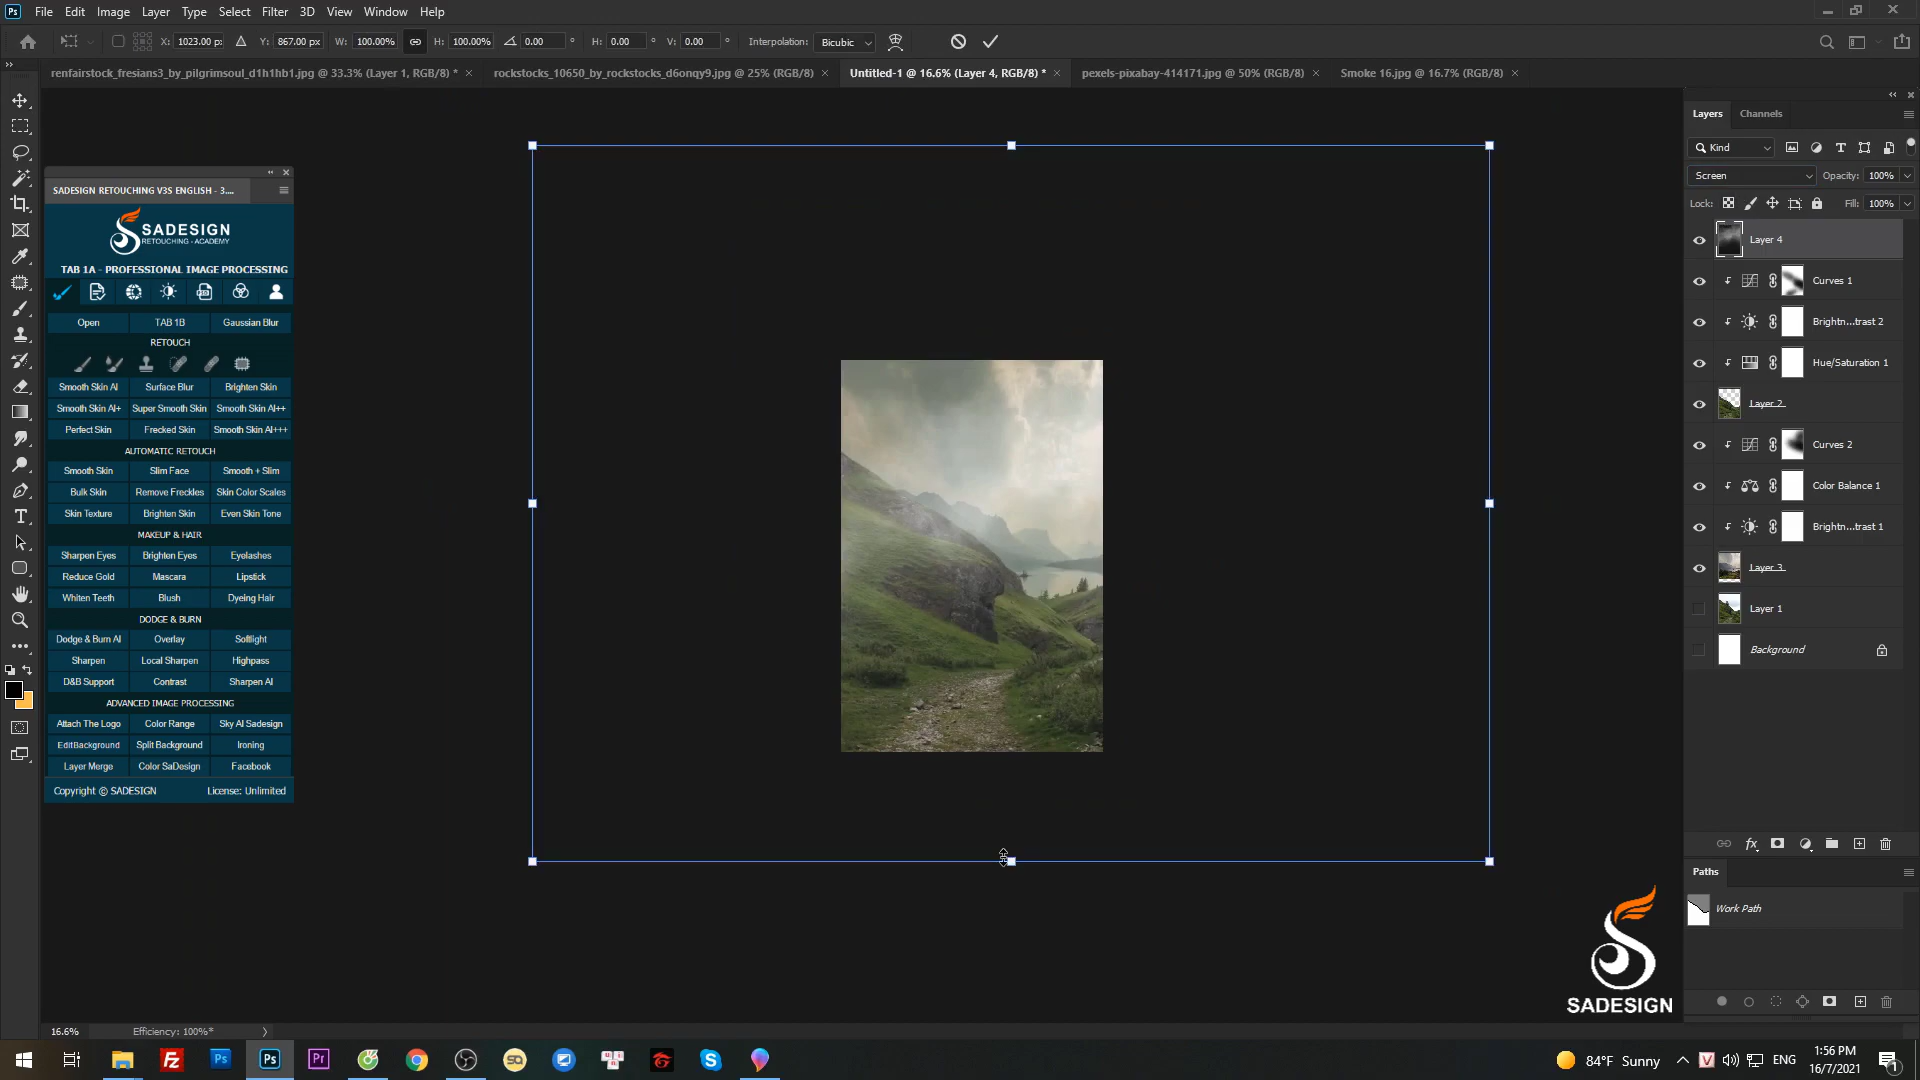 Ps File Edit Image Layer Type Select Filter 3D View Window Help
X: 1023.00 px Y: 867.00 px W: 100.00% H: 100.00% 0.00 ° H: 0.00 ° V: 0.00 ° Interpolation: Bicubic
renfairstock_fresians3_by_pilgrimsoul_d1h1hb1.jpg @ 33.3% (Layer 1, RGB/8) * ×
rockstocks_10650_by_rockstocks_d6onqy9.jpg @ 25% (RGB/8) ×
Untitled-1 @ 16.6% (Layer 4, RGB/8) * ×
pexels-pixabay-414171.jpg @ 50% (RGB/8) ×
Smoke 16.jpg @ 16.7% (RGB/8) ×
SADESIGN RETOUCHING V3S ENGLISH - 3....
SADESIGN
RETOUCHING - ACADEMY
TAB 1A - PROFESSIONAL IMAGE PROCESSING
Open TAB 1B Gaussian Blur
RETOUCH
Smooth Skin AI Surface Blur Brighten Skin
Smooth Skin AI+ Super Smooth Skin Smooth Skin AI++
Perfect Skin Frecked Skin Smooth Skin AI+++
AUTOMATIC RETOUCH
Smooth Skin Slim Face Smooth + Slim
Bulk Skin Remove Freckles Skin Color Scales
Skin Texture Brighten Skin Even Skin Tone
MAKEUP & HAIR
Sharpen Eyes Brighten Eyes Eyelashes
Reduce Gold Mascara Lipstick
Whiten Teeth Blush Dyeing Hair
DODGE & BURN
Dodge & Burn AI Overlay Softlight
Sharpen Local Sharpen Highpass
D&B Support Contrast Sharpen AI
ADVANCED IMAGE PROCESSING
Attach The Logo Color Range Sky AI Sadesign
EditBackground Split Background Ironing
Layer Merge Color SaDesign Facebook
Copyright © SADESIGN License: Unlimited
Layers Channels
Kind
Screen Opacity: 100%
Lock: Fill: 100%
Layer 4
Curves 1
Brightn...trast 2
Hue/Saturation 1
Layer 2
Curves 2
Color Balance 1
Brightn...trast 1
Layer 3
Layer 1
Background
fx
Paths
Work Path
SADESIGN
16.6% Efficiency: 100%*
84°F Sunny
ENG
1:56 PM
16/7/2021